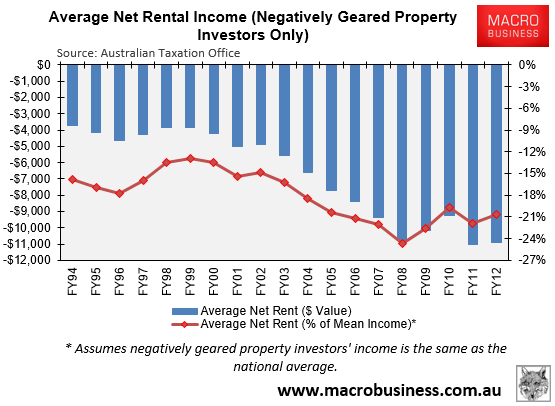 Average Net Rental Income (Negatively Geared Property
Investors Only)
MACRO
BUSINESS
Source: Australian Taxation Office
$0
-$1,000
-$2,000
-$3,000
-$4,000
-$5,000
-$6,000
-$7,000
-$8,000
-$9,000
-$10,000
-$11,000
-$12,000
0%
-3%
-6%
-9%
-12%
-15%
-18%
-21%
-24%
-27%
FY94
FY95
FY96
FY97
FY98
FY99
FY00
FY01
FY02
FY03
FY04
FY05
FY06
FY07
FY08
FY09
FY10
FY11
FY12
Average Net Rent ($ Value)
Average Net Rent (% of Mean Income)*
* Assumes negatively geared property investors' income is the same as the
national average.
www.macrobusiness.com.au